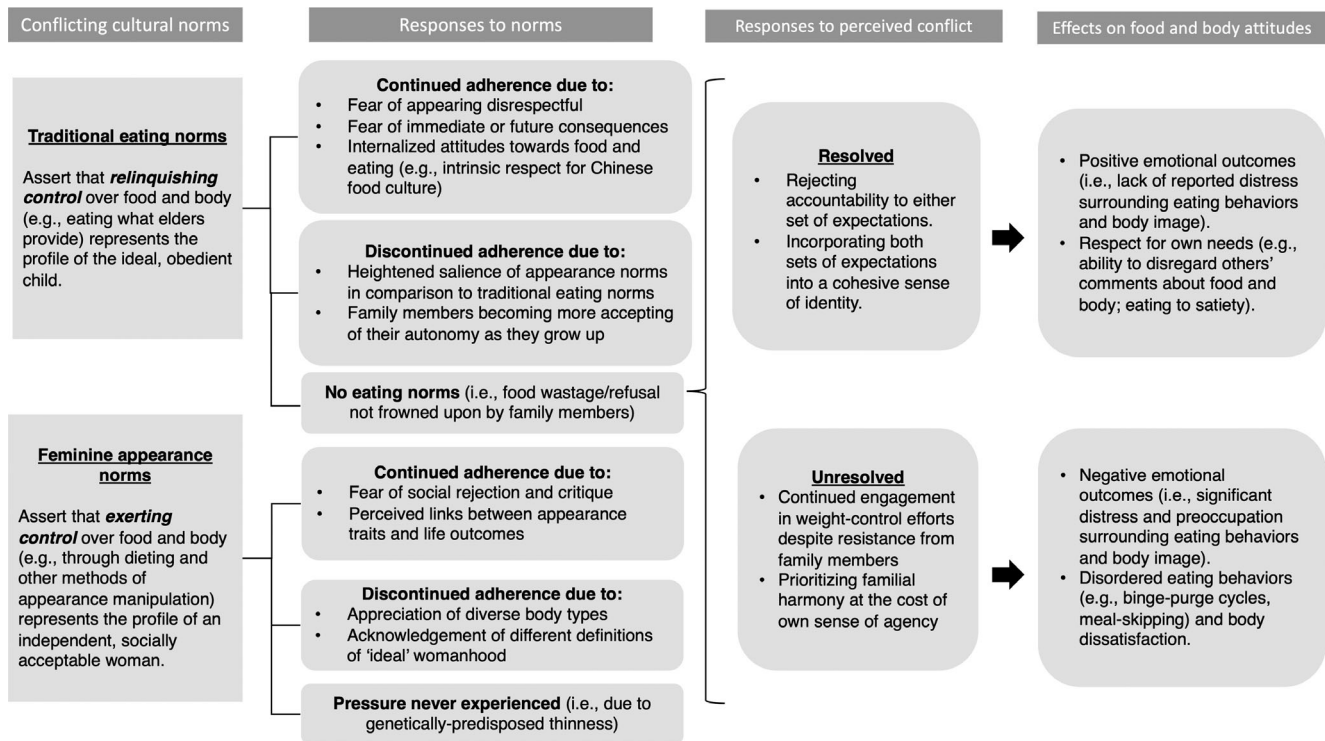 Conflicting cultural norms
Responses to norms
Responses to perceived conflict
Effects on food and body attitudes
Traditional eating norms
Assert that relinquishing
control over food and body
(e.g., eating what elders
provide) represents the
profile of the ideal, obedient
child.
Feminine appearance
norms
Assert that exerting
control over food and body
(e.g., through dieting and
other methods of
appearance manipulation)
represents the profile of an
independent, socially
acceptable woman.
Continued adherence due to:
• Fear of appearing disrespectful
• Fear of immediate or future consequences
• Internalized attitudes towards food and
eating (e.g., intrinsic respect for Chinese
food culture)
Discontinued adherence due to:
• Heightened salience of appearance norms
in comparison to traditional eating norms
• Family members becoming more accepting
of their autonomy as they grow up
No eating norms (i.e., food wastage/refusal
not frowned upon by family members)
Continued adherence due to:
• Fear of social rejection and critique
• Perceived links between appearance
traits and life outcomes
Discontinued adherence due to:
• Appreciation of diverse body types
• Acknowledgement of different definitions
of ‘ideal’ womanhood
Pressure never experienced (i.e., due to
genetically-predisposed thinness)
Resolved
• Rejecting
accountability to either
set of expectations.
• Incorporating both
sets of expectations
into a cohesive sense
of identity.
Unresolved
• Continued engagement
in weight-control efforts
despite resistance from
family members
• Prioritizing familial
harmony at the cost of
own sense of agency
• Positive emotional outcomes
(i.e., lack of reported distress
surrounding eating behaviors
and body image).
• Respect for own needs (e.g.,
ability to disregard others’
comments about food and
body; eating to satiety).
• Negative emotional
outcomes (i.e., significant
distress and preoccupation
surrounding eating behaviors
and body image).
• Disordered eating behaviors
(e.g., binge-purge cycles,
meal-skipping) and body
dissatisfaction.